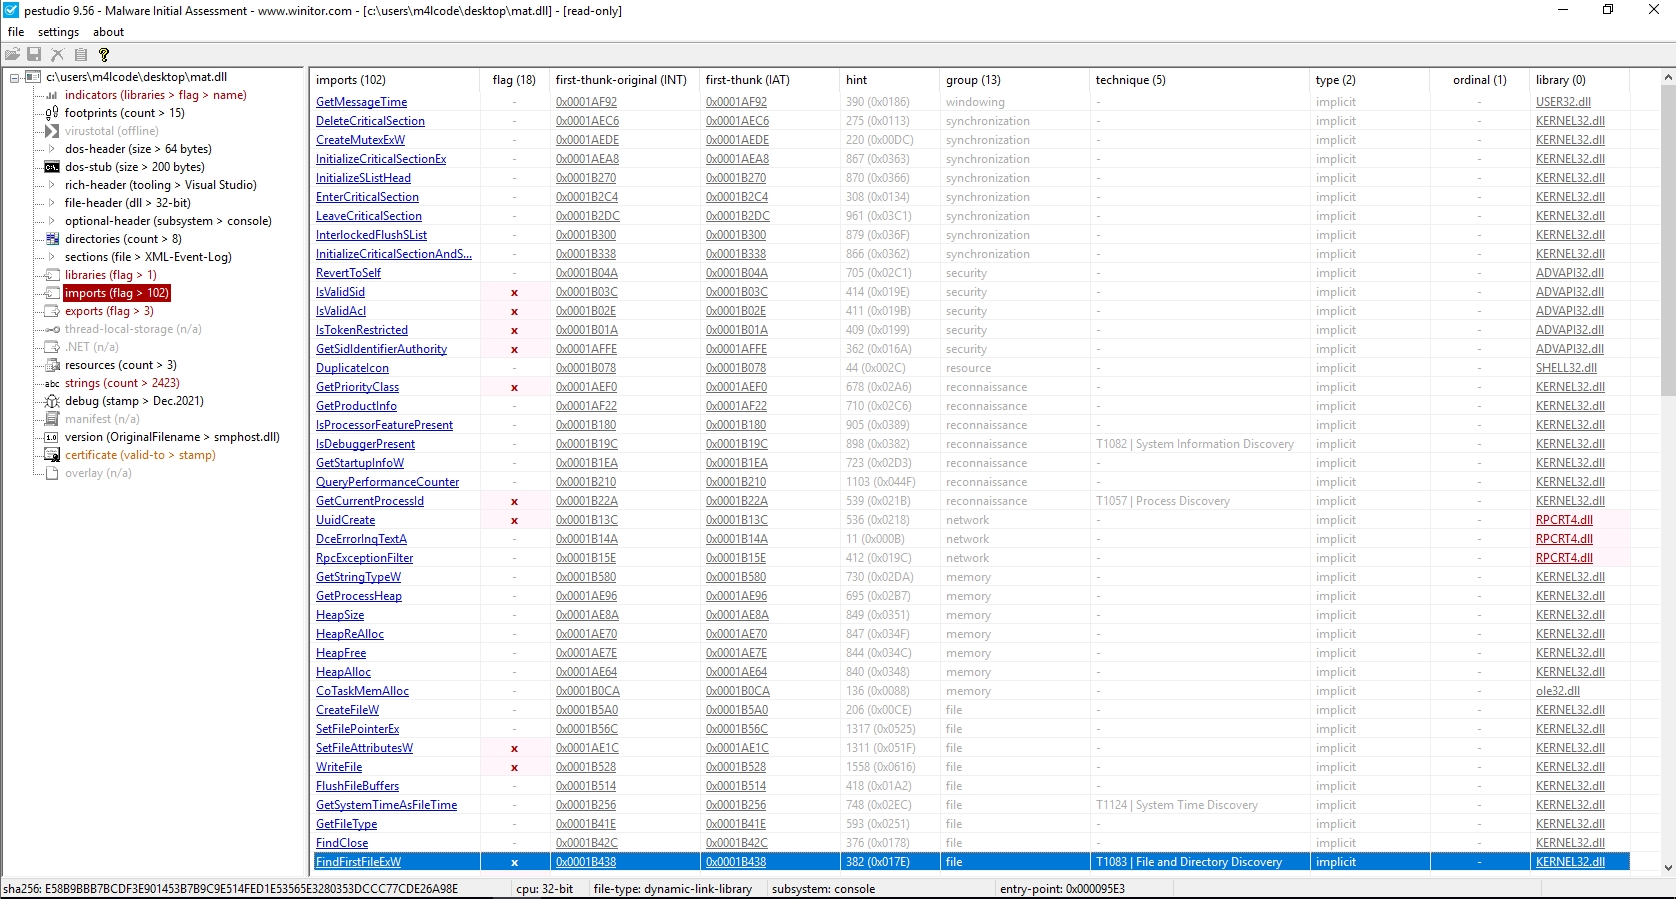 pestudio 9.56 - Malware Initial Assessment - www.winitor.com - [c:\users\m4lcode\desktop\mat.dll] - [read-only]
file settings about
c:\users\m4lcode\desktop\mat.dll
indicators (libraries > flag > name)
footprints (count > 15)
virustotal (offline)
dos-header (size > 64 bytes)
dos-stub (size > 200 bytes)
rich-header (tooling > Visual Studio)
file-header (dll > 32-bit)
optional-header (subsystem > console)
directories (count > 8)
sections (file > XML-Event-Log)
libraries (flag > 1)
imports (flag > 102)
exports (flag > 3)
thread-local-storage (n/a)
.NET (n/a)
resources (count > 3)
abc strings (count > 2423)
debug (stamp > Dec.2021)
manifest (n/a)
1.0 version (OriginalFilename > smphost.dll)
certificate (valid-to > stamp)
overlay (n/a)
imports (102) flag (18) first-thunk-original (INT) first-thunk (IAT) hint group (13) technique (5) type (2) ordinal (1) library (0)
GetMessageTime - 0x0001AF92 0x0001AF92 390 (0x0186) windowing - implicit - USER32.dll
DeleteCriticalSection - 0x0001AEC6 0x0001AEC6 275 (0x0113) synchronization - implicit - KERNEL32.dll
CreateMutexExW - 0x0001AEDE 0x0001AEDE 220 (0x00DC) synchronization - implicit - KERNEL32.dll
InitializeCriticalSectionEx - 0x0001AEA8 0x0001AEA8 867 (0x0363) synchronization - implicit - KERNEL32.dll
InitializeSListHead - 0x0001B270 0x0001B270 870 (0x0366) synchronization - implicit - KERNEL32.dll
EnterCriticalSection - 0x0001B2C4 0x0001B2C4 308 (0x0134) synchronization - implicit - KERNEL32.dll
LeaveCriticalSection - 0x0001B2DC 0x0001B2DC 961 (0x03C1) synchronization - implicit - KERNEL32.dll
InterlockedFlushSList - 0x0001B300 0x0001B300 879 (0x036F) synchronization - implicit - KERNEL32.dll
InitializeCriticalSectionAndS... - 0x0001B338 0x0001B338 866 (0x0362) synchronization - implicit - KERNEL32.dll
RevertToSelf - 0x0001B04A 0x0001B04A 705 (0x02C1) security - implicit - ADVAPI32.dll
IsValidSid x 0x0001B03C 0x0001B03C 414 (0x019E) security - implicit - ADVAPI32.dll
IsValidAcl x 0x0001B02E 0x0001B02E 411 (0x019B) security - implicit - ADVAPI32.dll
IsTokenRestricted x 0x0001B01A 0x0001B01A 409 (0x0199) security - implicit - ADVAPI32.dll
GetSidIdentifierAuthority x 0x0001AFFE 0x0001AFFE 362 (0x016A) security - implicit - ADVAPI32.dll
DuplicateIcon - 0x0001B078 0x0001B078 44 (0x002C) resource - implicit - SHELL32.dll
GetPriorityClass x 0x0001AEF0 0x0001AEF0 678 (0x02A6) reconnaissance - implicit - KERNEL32.dll
GetProductInfo - 0x0001AF22 0x0001AF22 710 (0x02C6) reconnaissance - implicit - KERNEL32.dll
IsProcessorFeaturePresent - 0x0001B180 0x0001B180 905 (0x0389) reconnaissance - implicit - KERNEL32.dll
IsDebuggerPresent - 0x0001B19C 0x0001B19C 898 (0x0382) reconnaissance T1082 | System Information Discovery implicit - KERNEL32.dll
GetStartupInfoW - 0x0001B1EA 0x0001B1EA 723 (0x02D3) reconnaissance - implicit - KERNEL32.dll
QueryPerformanceCounter - 0x0001B210 0x0001B210 1103 (0x044F) reconnaissance - implicit - KERNEL32.dll
GetCurrentProcessId x 0x0001B22A 0x0001B22A 539 (0x021B) reconnaissance T1057 | Process Discovery implicit - KERNEL32.dll
UuidCreate x 0x0001B13C 0x0001B13C 536 (0x0218) network - implicit - RPCRT4.dll
DceErrorInqTextA - 0x0001B14A 0x0001B14A 11 (0x000B) network - implicit - RPCRT4.dll
RpcExceptionFilter - 0x0001B15E 0x0001B15E 412 (0x019C) network - implicit - RPCRT4.dll
GetStringTypeW - 0x0001B580 0x0001B580 730 (0x02DA) memory - implicit - KERNEL32.dll
GetProcessHeap - 0x0001AE96 0x0001AE96 695 (0x02B7) memory - implicit - KERNEL32.dll
HeapSize - 0x0001AE8A 0x0001AE8A 849 (0x0351) memory - implicit - KERNEL32.dll
HeapReAlloc - 0x0001AE70 0x0001AE70 847 (0x034F) memory - implicit - KERNEL32.dll
HeapFree - 0x0001AE7E 0x0001AE7E 844 (0x034C) memory - implicit - KERNEL32.dll
HeapAlloc - 0x0001AE64 0x0001AE64 840 (0x0348) memory - implicit - KERNEL32.dll
CoTaskMemAlloc - 0x0001B0CA 0x0001B0CA 136 (0x0088) memory - implicit - ole32.dll
CreateFileW - 0x0001B5A0 0x0001B5A0 206 (0x00CE) file - implicit - KERNEL32.dll
SetFilePointerEx - 0x0001B56C 0x0001B56C 1317 (0x0525) file - implicit - KERNEL32.dll
SetFileAttributesW x 0x0001AE1C 0x0001AE1C 1311 (0x051F) file - implicit - KERNEL32.dll
WriteFile x 0x0001B528 0x0001B528 1558 (0x0616) file - implicit - KERNEL32.dll
FlushFileBuffers - 0x0001B514 0x0001B514 418 (0x01A2) file - implicit - KERNEL32.dll
GetSystemTimeAsFileTime - 0x0001B256 0x0001B256 748 (0x02EC) file T1124 | System Time Discovery implicit - KERNEL32.dll
GetFileType - 0x0001B41E 0x0001B41E 593 (0x0251) file - implicit - KERNEL32.dll
FindClose - 0x0001B42C 0x0001B42C 376 (0x0178) file - implicit - KERNEL32.dll
FindFirstFileExW x 0x0001B438 0x0001B438 382 (0x017E) file T1083 | File and Directory Discovery implicit - KERNEL32.dll
sha256: E58B9BBB7BCDF3E901453B7B9C9E514FED1E53565E3280353DCCC77CDE26A98E cpu: 32-bit file-type: dynamic-link-library subsystem: console entry-point: 0x000095E3